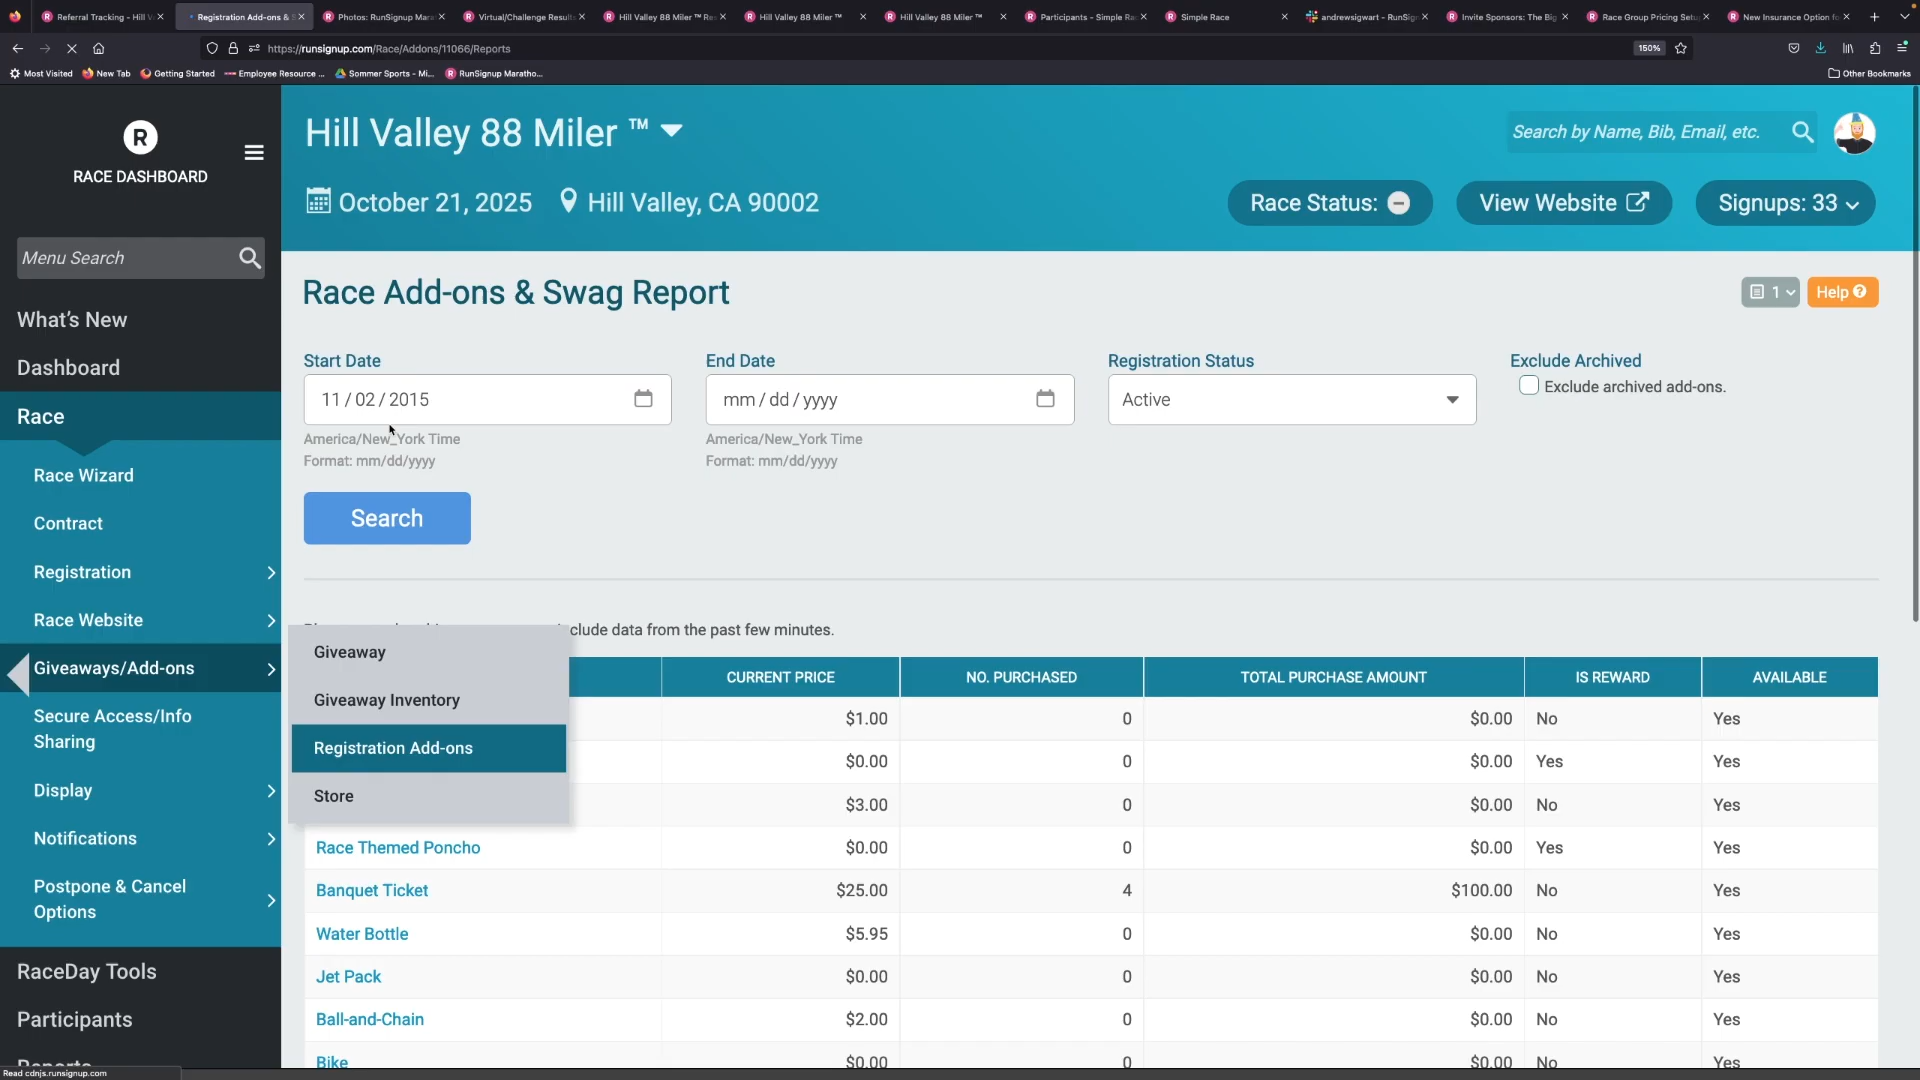 Referral Tracking - Hill V
Registration Add-ons & S
Photos: RunSignup Mara
Virtual/Challenge Results
Hill Valley 88 Miler ™ Re
Hill Valley 88 Miler ™
Hill Valley 88 Miler ™
Participants - Simple Rac
Simple Race
andrewsigwart - RunSig
Invite Sponsors: The Big
Race Group Pricing Setu
New Insurance Option fo
https://runsignup.com/Race/Addons/11066/Reports
150%
Most Visited
New Tab
Getting Started
Employee Resource ...
Sommer Sports - Mi...
RunSignup Maratho...
Other Bookmarks
R
RACE DASHBOARD
Menu Search
What's New
Dashboard
Race
Race Wizard
Contract
Registration
Race Website
Giveaways/Add-ons
Secure Access/Info
Sharing
Display
Notifications
Postpone & Cancel
Options
RaceDay Tools
Participants
Reports
Read cdnjs.runsignup.com
Hill Valley 88 Miler ™
Search by Name, Bib, Email, etc.
October 21, 2025
Hill Valley, CA 90002
Race Status:
View Website
Signups: 33
Race Add-ons & Swag Report
1
Help ?
Start Date
11 / 02 / 2015
America/New_York Time
Format: mm/dd/yyyy
End Date
mm / dd / yyyy
America/New_York Time
Format: mm/dd/yyyy
Registration Status
Active
Exclude Archived
Exclude archived add-ons.
Search
include data from the past few minutes.
Giveaway
Giveaway Inventory
Registration Add-ons
Store
CURRENT PRICE NO. PURCHASED TOTAL PURCHASE AMOUNT IS REWARD AVAILABLE
$1.00 0 $0.00 No Yes
$0.00 0 $0.00 Yes Yes
$3.00 0 $0.00 No Yes
Race Themed Poncho $0.00 0 $0.00 Yes Yes
Banquet Ticket $25.00 4 $100.00 No Yes
Water Bottle $5.95 0 $0.00 No Yes
Jet Pack $0.00 0 $0.00 No Yes
Ball-and-Chain $2.00 0 $0.00 No Yes
Bike $0.00 0 $0.00 No Yes